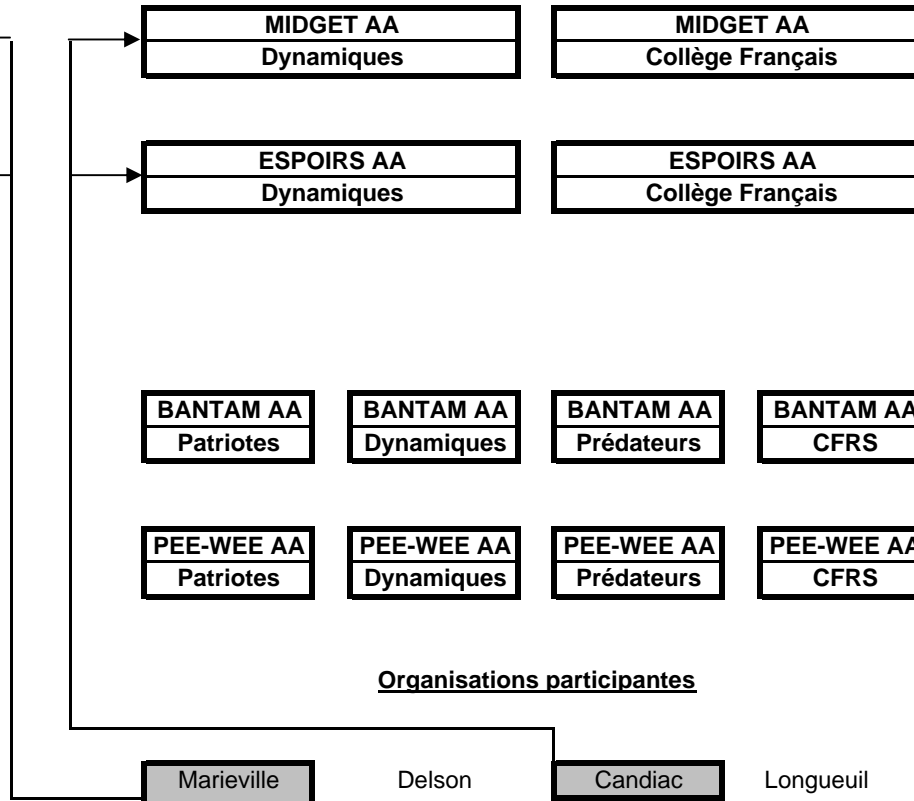 MIDGET AA MIDGET AA
Dynamiques Collège Français
ESPOIRS AA ESPOIRS AA
Dynamiques Collège Français
BANTAM AA BANTAM AA BANTAM AA BANTAM AA
Patriotes Dynamiques Prédateurs CFRS
PEE-WEE AA PEE-WEE AA PEE-WEE AA PEE-WEE AA
Patriotes Dynamiques Prédateurs CFRS
Organisations participantes
Marieville Delson Candiac Longueuil